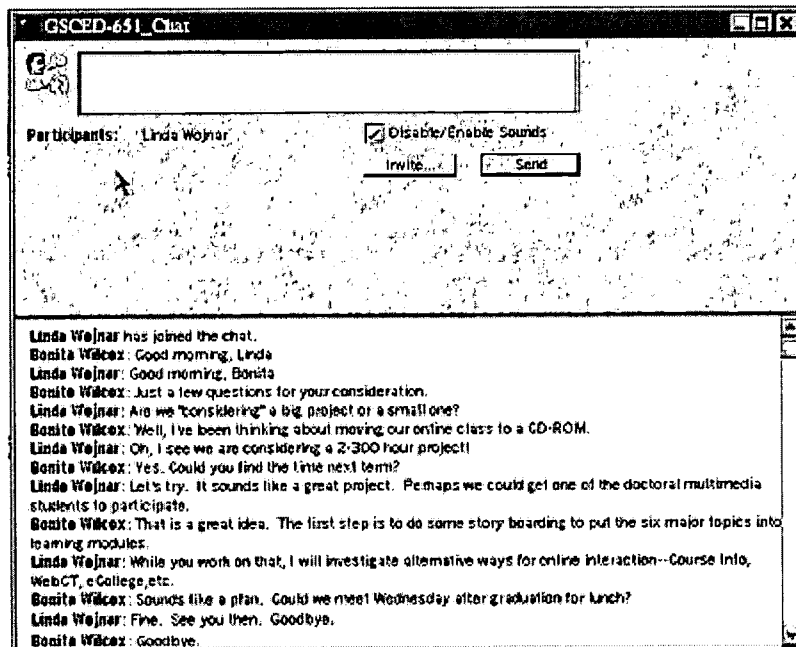 GSCED-651_Chat
Participants: Linda Wojnar
Disable/Enable Sounds
Invite... Send
Linda Wojnar has joined the chat.
Bonita Wilcox: Good morning, Linda
Linda Wojnar: Good morning, Bonita
Bonita Wilcox: Just a few questions for your consideration.
Linda Wojnar: Are we "considering" a big project or a small one?
Bonita Wilcox: Well, I've been thinking about moving our online class to a CD-ROM.
Linda Wojnar: Oh, I see we are considering a 2-300 hour project!
Bonita Wilcox: Yes. Could you find the time next term?
Linda Wojnar: Let's try. It sounds like a great project. Perhaps we could get one of the doctoral multimedia
students to participate.
Bonita Wilcox: That is a great idea. The first step is to do some story boarding to put the six major topics into
learning modules.
Linda Wojnar: While you work on that, I will investigate alternative ways for online interaction--Course Info,
WebCT, eCollege,etc.
Bonita Wilcox: Sounds like a plan. Could we meet Wednesday after graduation for lunch?
Linda Wojnar: Fine. See you then. Goodbye.
Bonita Wilcox: Goodbye.